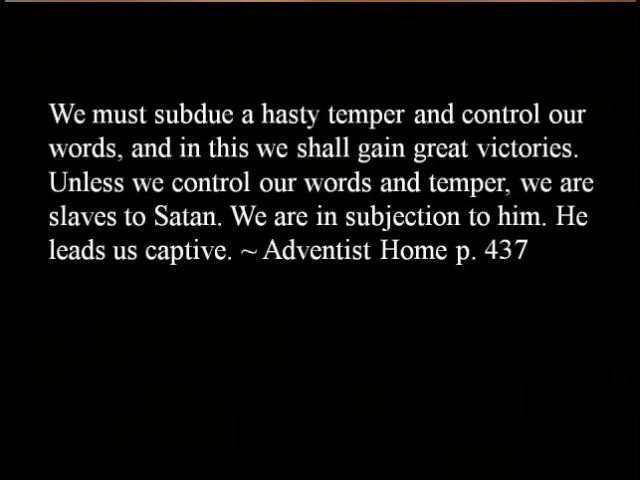 We must subdue a hasty temper and control our
words, and in this we shall gain great victories.
Unless we control our words and temper, we are
slaves to Satan. We are in subjection to him. He
leads us captive. ~ Adventist Home p. 437